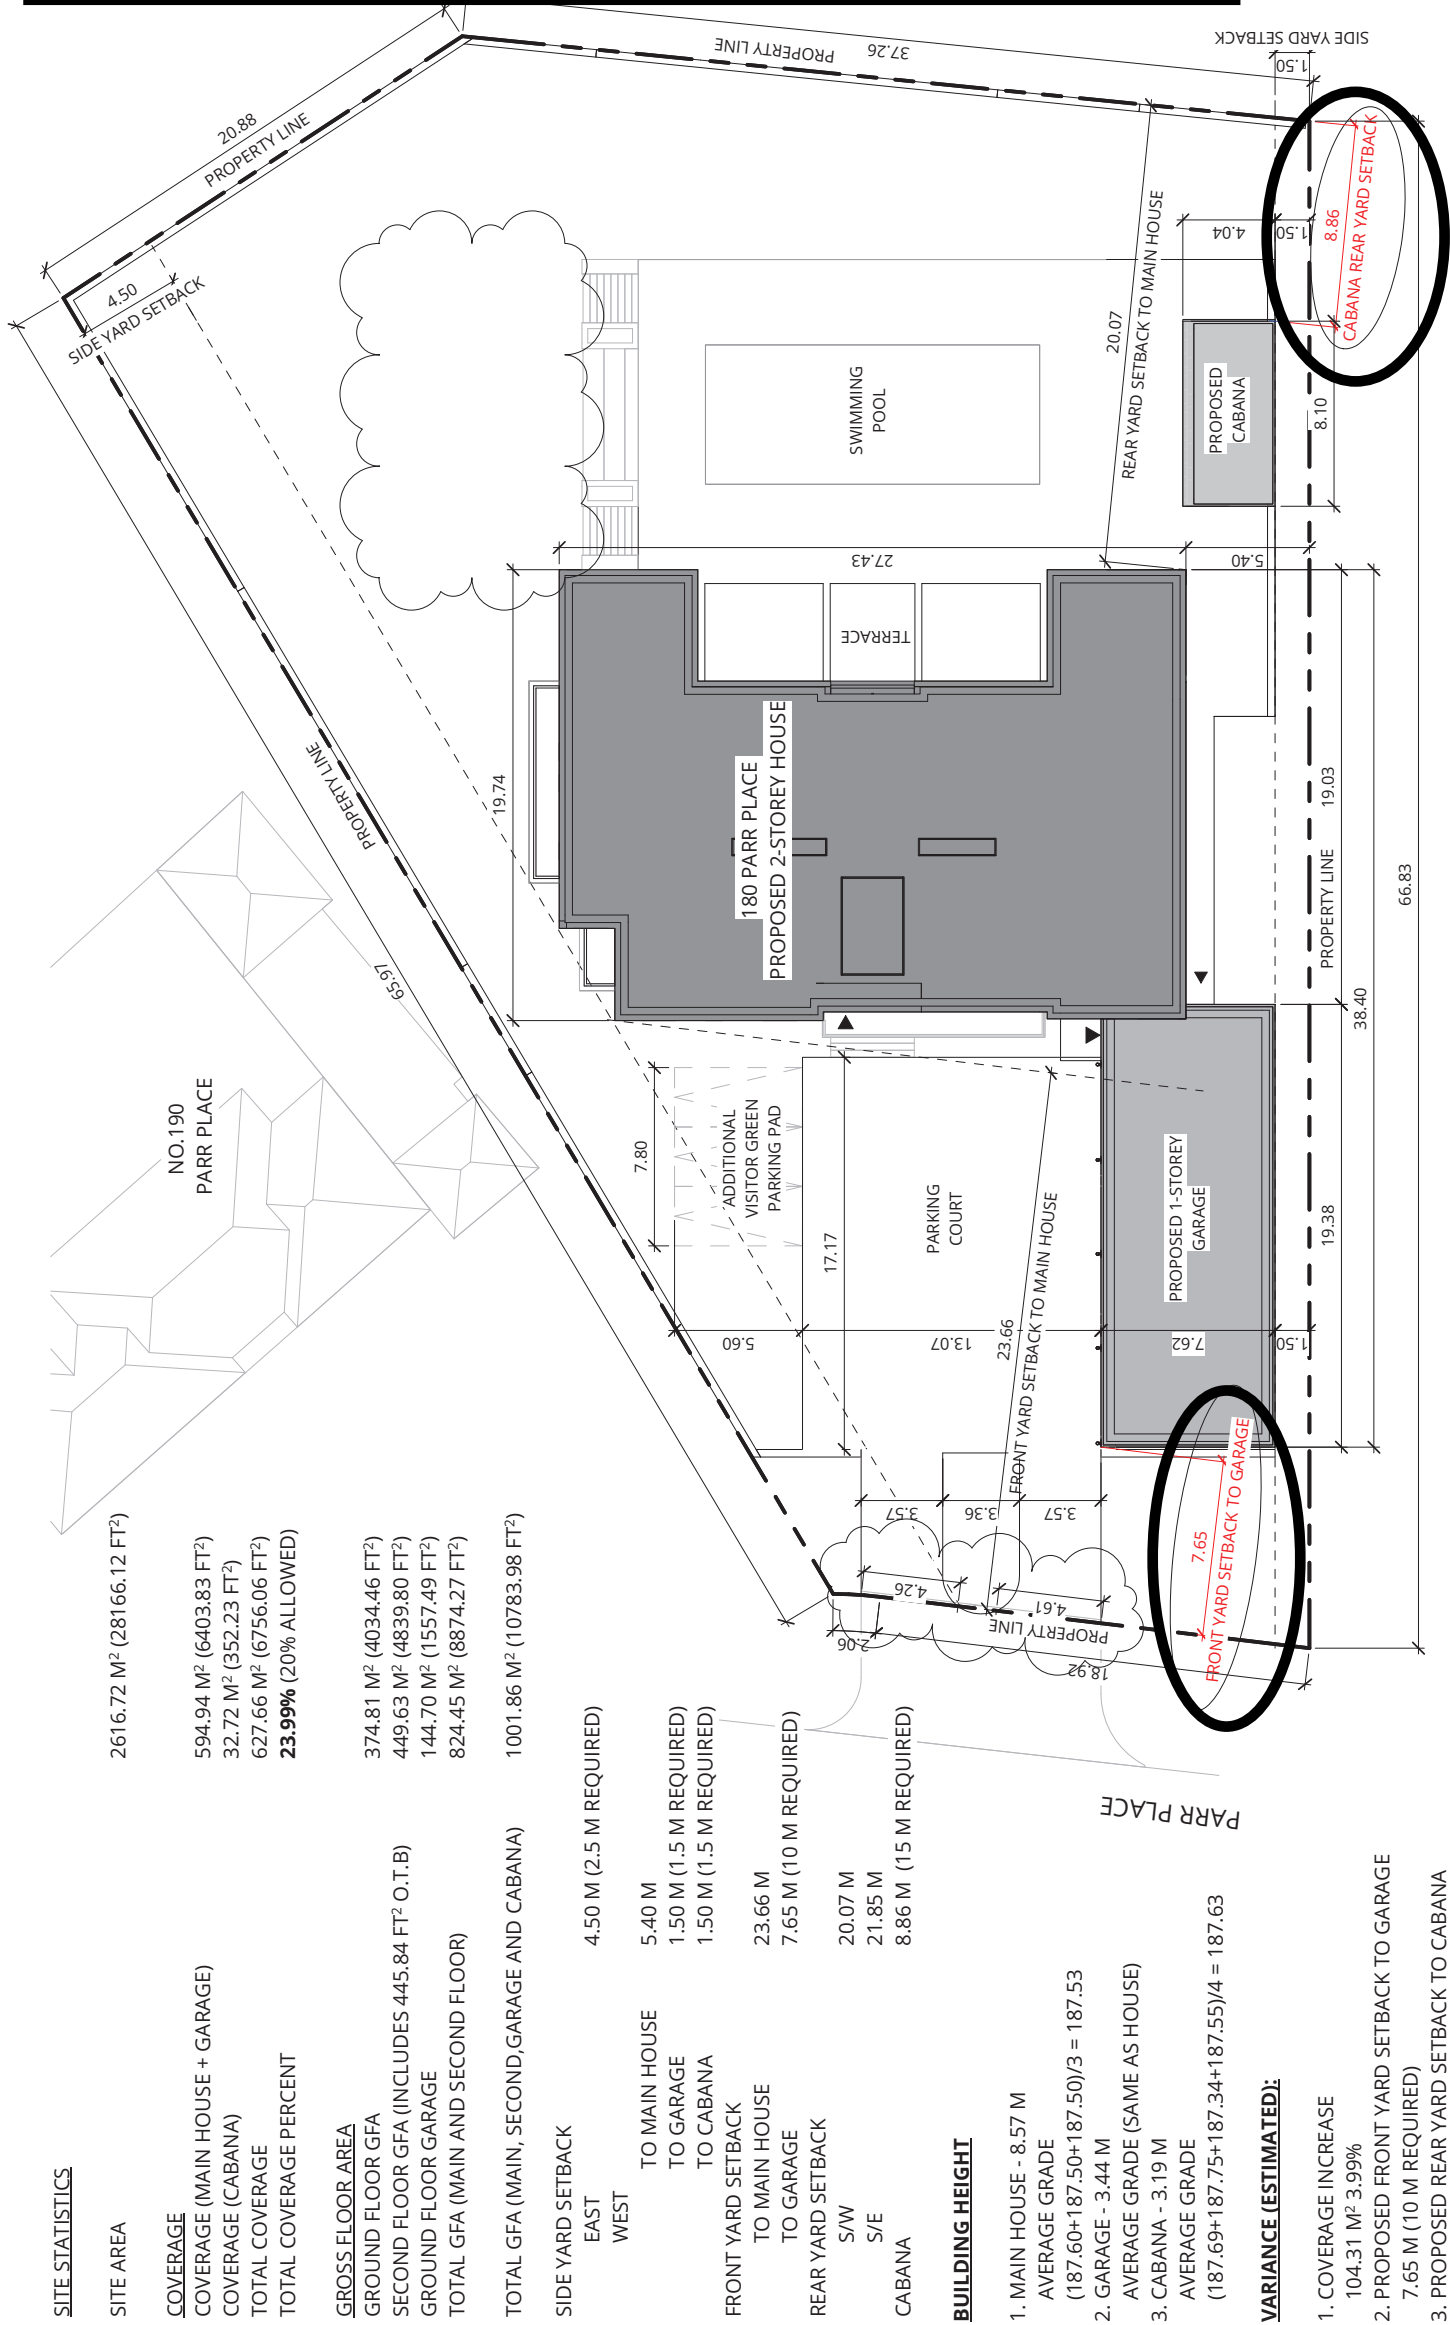 SITE STATISTICS
SITE AREA 2616.72 M² (28166.12 FT²)
COVERAGE
COVERAGE (MAIN HOUSE + GARAGE) 594.94 M² (6403.83 FT²)
COVERAGE (CABANA) 32.72 M² (352.23 FT²)
TOTAL COVERAGE 627.66 M² (6756.06 FT²)
TOTAL COVERAGE PERCENT 23.99% (20% ALLOWED)
GROSS FLOOR AREA
GROUND FLOOR GFA 374.81 M² (4034.46 FT²)
SECOND FLOOR GFA (INCLUDES 445.84 FT² O.T.B) 449.63 M² (4839.80 FT²)
GROUND FLOOR GARAGE 144.70 M² (1557.49 FT²)
TOTAL GFA (MAIN AND SECOND FLOOR) 824.45 M² (8874.27 FT²)
TOTAL GFA (MAIN, SECOND,GARAGE AND CABANA) 1001.86 M² (10783.98 FT²)
SIDE YARD SETBACK
EAST 4.50 M (2.5 M REQUIRED)
WEST
TO MAIN HOUSE 5.40 M
TO GARAGE 1.50 M (1.5 M REQUIRED)
TO CABANA 1.50 M (1.5 M REQUIRED)
FRONT YARD SETBACK
TO MAIN HOUSE 23.66 M
TO GARAGE 7.65 M (10 M REQUIRED)
REAR YARD SETBACK
S/W 20.07 M
S/E 21.85 M
CABANA 8.86 M (15 M REQUIRED)
BUILDING HEIGHT
1. MAIN HOUSE - 8.57 M
AVERAGE GRADE
(187.60+187.50+187.50)/3 = 187.53
2. GARAGE - 3.44 M
AVERAGE GRADE (SAME AS HOUSE)
3. CABANA - 3.19 M
AVERAGE GRADE
(187.69+187.75+187.34+187.55)/4 = 187.63
VARIANCE (ESTIMATED):
1. COVERAGE INCREASE
104.31 M² 3.99%
2. PROPOSED FRONT YARD SETBACK TO GARAGE
7.65 M (10 M REQUIRED)
3. PROPOSED REAR YARD SETBACK TO CABANA
NO.190
PARR PLACE
65.97
PROPERTY LINE
4.50
SIDE YARD SETBACK
20.88
PROPERTY LINE
PROPERTY LINE
37.26
SIDE YARD SETBACK
1.50
7.80
ADDITIONAL
VISITOR GREEN
PARKING PAD
17.17
PARKING
COURT
5.60
13.07
7.62
1.50
23.66
FRONT YARD SETBACK TO MAIN HOUSE
3.57
3.36
3.57
4.26
4.61
2.06
18.92
PROPERTY LINE
PARR PLACE
7.65
FRONT YARD SETBACK TO GARAGE
PROPOSED 1-STOREY
GARAGE
19.74
180 PARR PLACE
PROPOSED 2-STOREY HOUSE
TERRACE
27.43
5.40
SWIMMING
POOL
20.07
REAR YARD SETBACK TO MAIN HOUSE
PROPOSED
CABANA
4.04
1.50
8.86
CABANA REAR YARD SETBACK
8.10
19.38
PROPERTY LINE
19.03
38.40
66.83